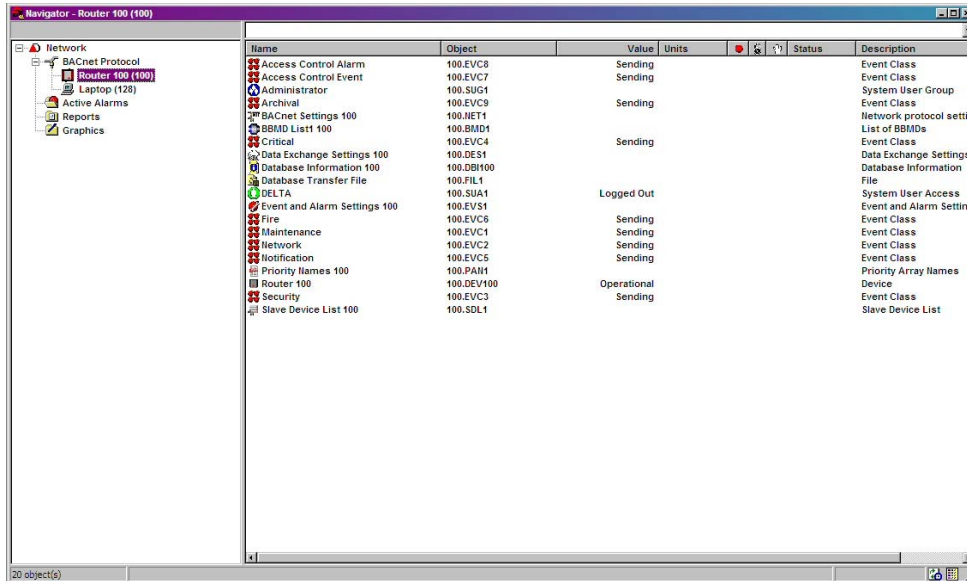 Navigator - Router 100 (100)
Network
BACnet Protocol
Router 100 (100)
Laptop (128)
Active Alarms
Reports
Graphics
Name Object Value Units Status Description
Access Control Alarm 100.EVC8 Sending Event Class
Access Control Event 100.EVC7 Sending Event Class
Administrator 100.SUG1 System User Group
Archival 100.EVC9 Sending Event Class
BACnet Settings 100 100.NET1 Network protocol setti
BBMD List1 100 100.BMD1 List of BBMDs
Critical 100.EVC4 Sending Event Class
Data Exchange Settings 100 100.DES1 Data Exchange Settings
Database Information 100 100.DBI100 Database Information
Database Transfer File 100.FIL1 File
DELTA 100.SUA1 Logged Out System User Access
Event and Alarm Settings 100 100.EVS1 Event and Alarm Settin
Fire 100.EVC6 Sending Event Class
Maintenance 100.EVC1 Sending Event Class
Network 100.EVC2 Sending Event Class
Notification 100.EVC5 Sending Event Class
Priority Names 100 100.PAN1 Priority Array Names
Router 100 100.DEV100 Operational Device
Security 100.EVC3 Sending Event Class
Slave Device List 100 100.SDL1 Slave Device List
20 object(s)